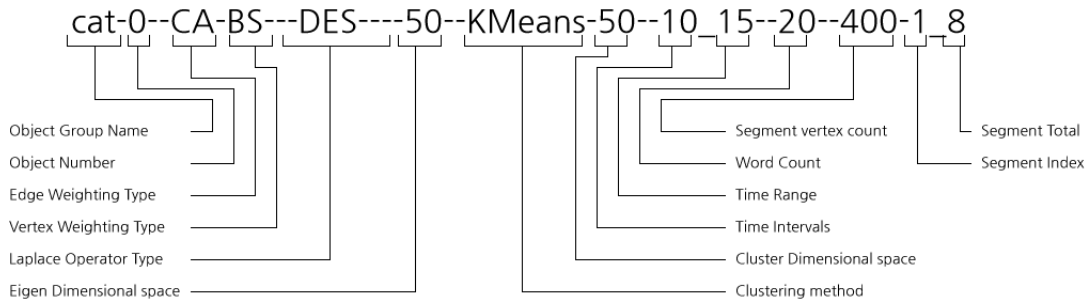 cat-0--CA-BS---DES----50--KMeans-50--10_15--20--400-1_8
Object Group Name
Object Number
Edge Weighting Type
Vertex Weighting Type
Laplace Operator Type
Eigen Dimensional space
Segment vertex count
Word Count
Time Range
Time Intervals
Cluster Dimensional space
Clustering method
Segment Total
Segment Index